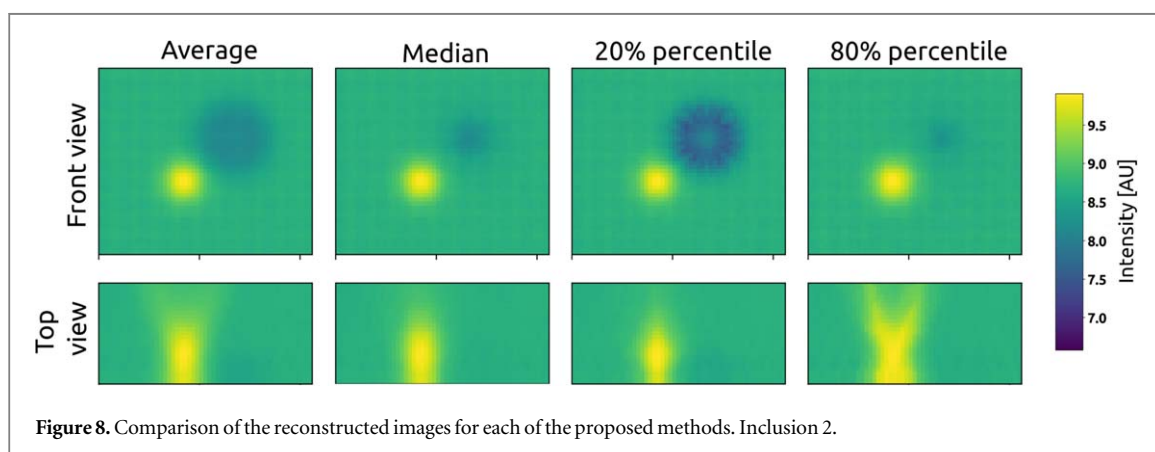 Average
Median
20% percentile
80% percentile
Front view
Top
view
9.5
9.0
8.5
8.0
7.5
7.0
Intensity [AU]
Figure 8. Comparison of the reconstructed images for each of the proposed methods. Inclusion 2.